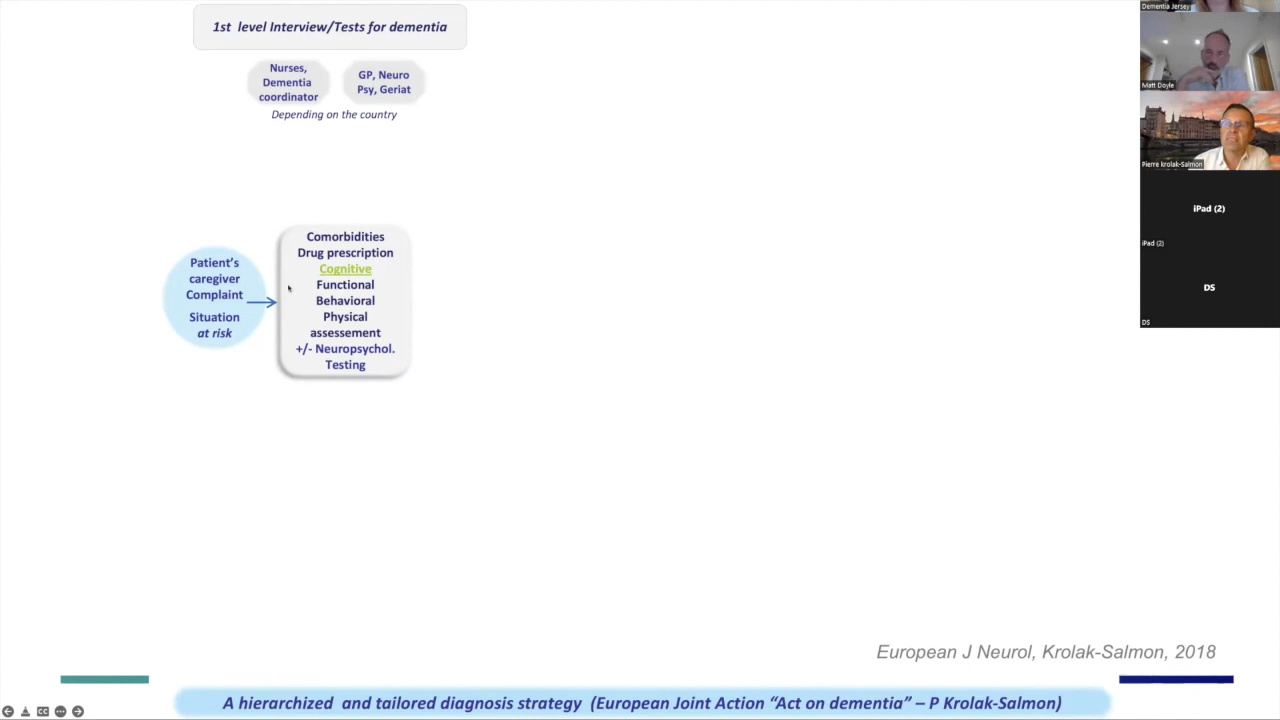 1st level Interview/Tests for dementia
Nurses,
Dementia
coordinator
GP, Neuro
Psy, Geriat
Depending on the country
Patient's
caregiver
Complaint
Situation
at risk
Comorbidities
Drug prescription
Cognitive
Functional
Behavioral
Physical
assessement
+/- Neuropsychol.
Testing
European J Neurol, Krolak-Salmon, 2018
A hierarchized and tailored diagnosis strategy (European Joint Action “Act on dementia” – P Krolak-Salmon)
Dementia Jersey
Matt Doyle
Pierre krolak-Salmon
iPad (2)
iPad (2)
DS
DS
CC